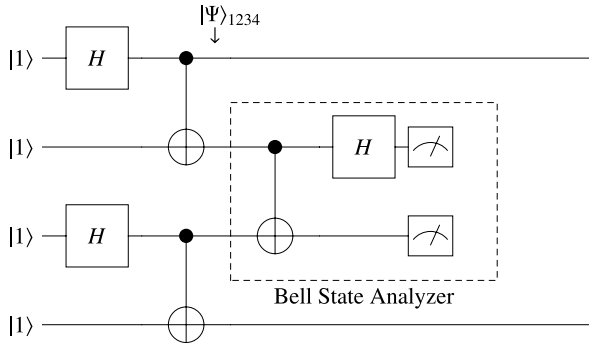 |Ψ⟩1234
|1⟩ H
|1⟩ H
|1⟩ H
|1⟩
Bell State Analyzer